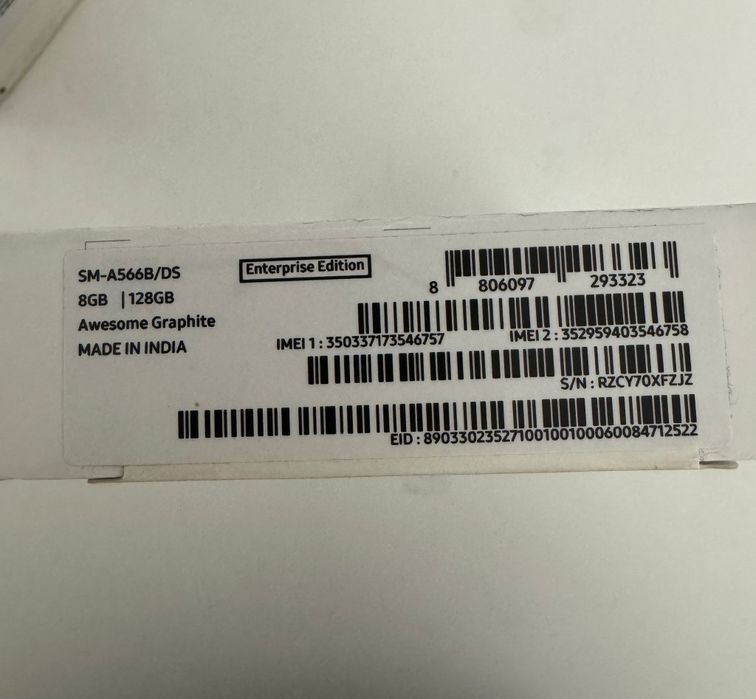 SM-A566B/DS
8GB | 128GB
Awesome Graphite
MADE IN INDIA
Enterprise Edition
8 806097 293323
IMEI 1 : 350337173546757
IMEI 2 : 352959403546758
S/N : RZCY70XFZJZ
EID : 89033023527100100100060084712522